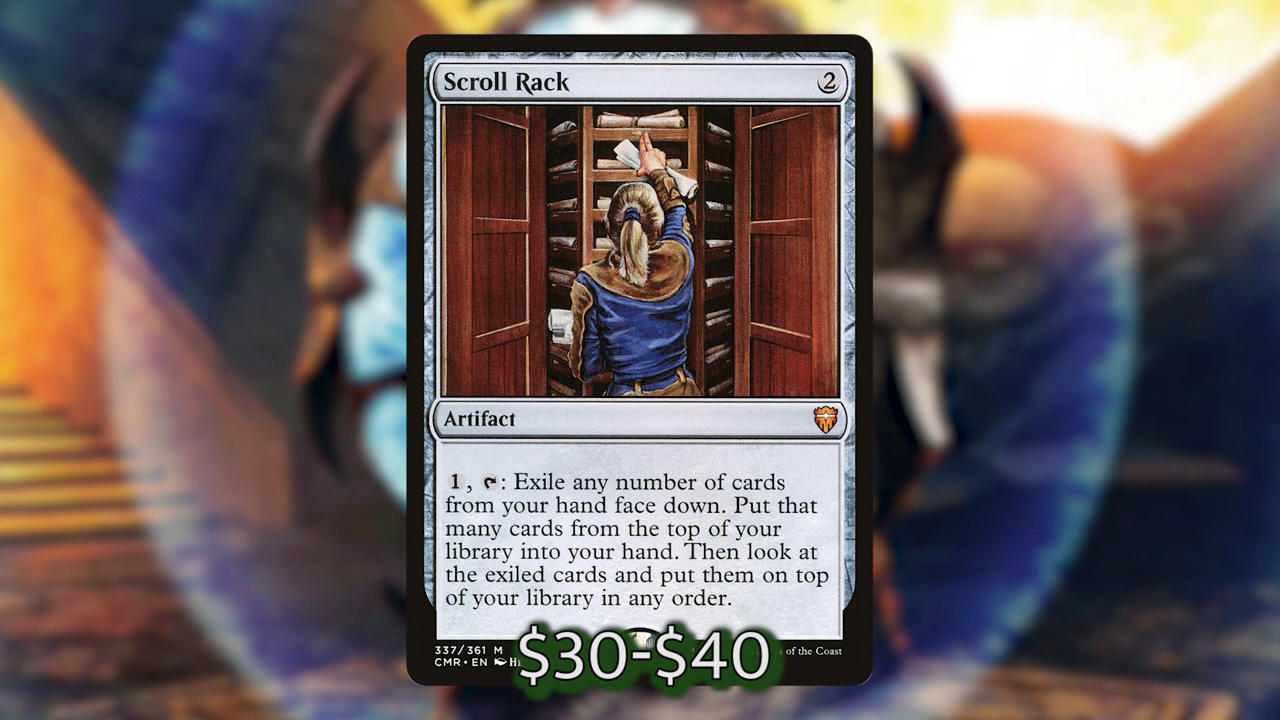 Scroll Rack 2
Artifact
1, : Exile any number of cards
from your hand face down. Put that
many cards from the top of your
library into your hand. Then look at
the exiled cards and put them on top
of your library in any order.
337/361 M
CMR • EN
of the Coast
$30-$40